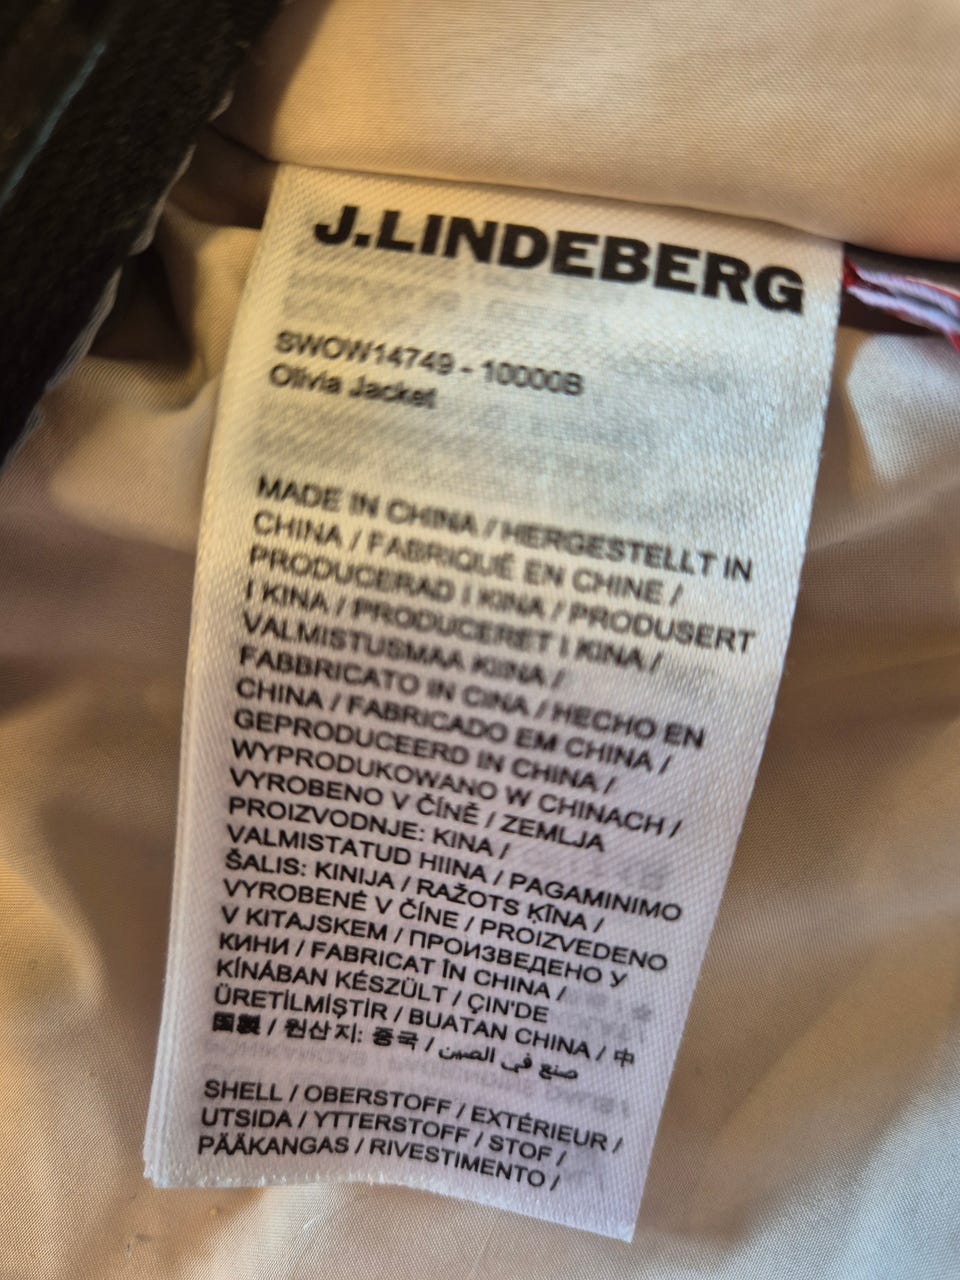 J.LINDEBERG
SWOW14749 - 10000B
Olivia Jacket
MADE IN CHINA / HERGESTELLT IN
CHINA / FABRIQUÉ EN CHINE /
PRODUCERAD I KINA / PRODUSERT
I KINA / PRODUCERET I KINA /
VALMISTUSMAA KIINA /
FABBRICATO IN CINA / HECHO EN
CHINA / FABRICADO EM CHINA /
GEPRODUCEERD IN CHINA /
WYPRODUKOWANO W CHINACH /
VYROBENO V ČÍNĚ / ZEMLJA
PROIZVODNJE: KINA /
VALMISTATUD HIINA / PAGAMINIMO
ŠALIS: KINIJA / RAŽOTS ĶĪNA /
VYROBENÉ V ČÍNE / PROIZVEDENO
V KITAJSKEM / ПРОИЗВЕДЕНО У
КИНИ / FABRICAT ÎN CHINA /
KÍNÁBAN KÉSZÜLT / ÇIN'DE
ÜRETİLMİŞTİR / BUATAN CHINA / 中
国製 / 원산지: 중국 / صنع في الصين
SHELL / OBERSTOFF / EXTÉRIEUR /
UTSIDA / YTTERSTOFF / STOF /
PÄÄKANGAS / RIVESTIMENTO /